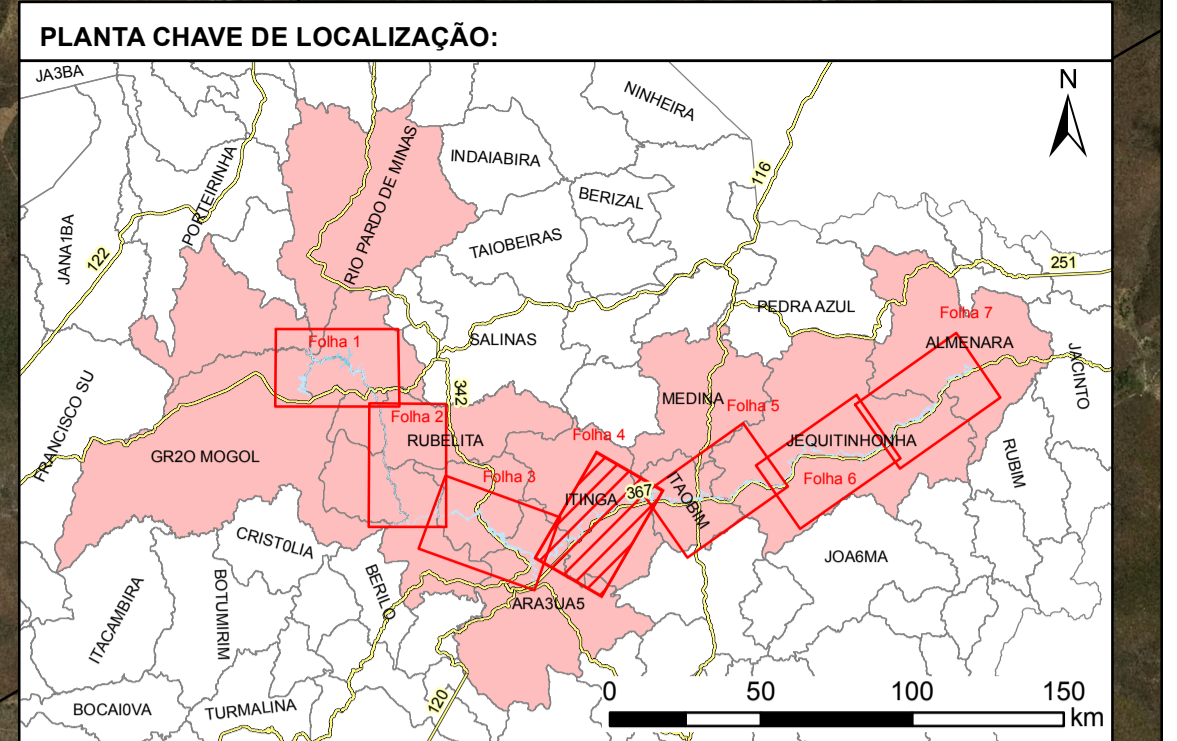 PLANTA CHAVE DE LOCALIZAÇÃO:
JA3BA
NINHEIRA
N
INDAIABIRA
PORTEIRINHA
RIO PARDO DE MINAS
BERIZAL
116
JANA1BA
122
TAIOBEIRAS
251
PEDRA AZUL
Folha 7
Folha 1
SALINAS
ALMENARA
JACINTO
FRANCISCO SU
342
MEDINA
Folha 5
Folha 2
RUBELITA
Folha 4
JEQUITINHONHA
GR2O MOGOL
Folha 3
Folha 6
RUBIM
ITINGA
367
ITAOBIM
CRIST0LIA
JOA6MA
ITACAMBIRA
BOTUMIRIM
BERILO
ARA3UA5
BOCAI0VA
TURMALINA
120
0 50 100 150
km